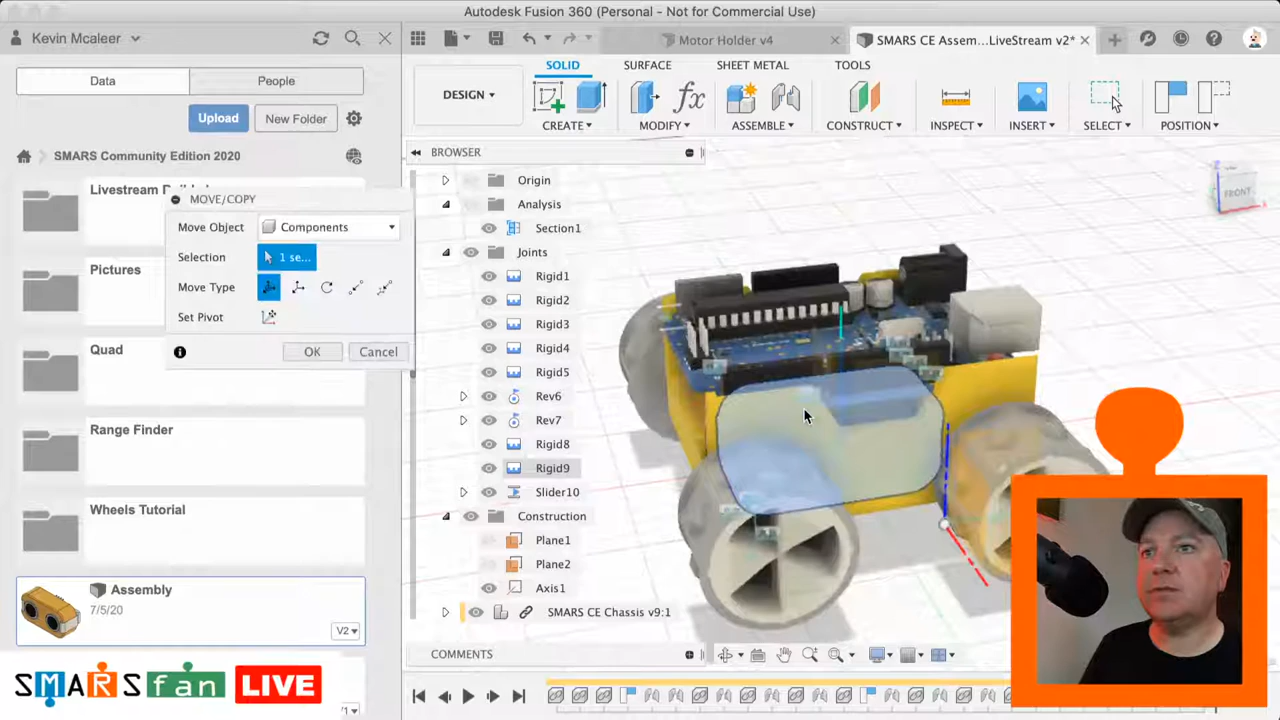 Autodesk Fusion 360 (Personal - Not for Commercial Use)
Kevin Mcaleer
Motor Holder v4
SMARS CE Assem...LiveStream v2*
Data
People
Upload
New Folder
SMARS Community Edition 2020
DESIGN
SOLID
SURFACE
SHEET METAL
TOOLS
CREATE
MODIFY
ASSEMBLE
CONSTRUCT
INSPECT
INSERT
SELECT
POSITION
BROWSER
Origin
Analysis
Section1
Joints
Rigid1
Rigid2
Rigid3
Rigid4
Rigid5
Rev6
Rev7
Rigid8
Rigid9
Slider10
Construction
Plane1
Plane2
Axis1
SMARS CE Chassis v9:1
FRONT
MOVE/COPY
Move Object
Components
Selection
1 se...
Move Type
Set Pivot
OK
Cancel
Pictures
Quad
Range Finder
Wheels Tutorial
Assembly
7/5/20
V2
COMMENTS
SMARS fan LIVE